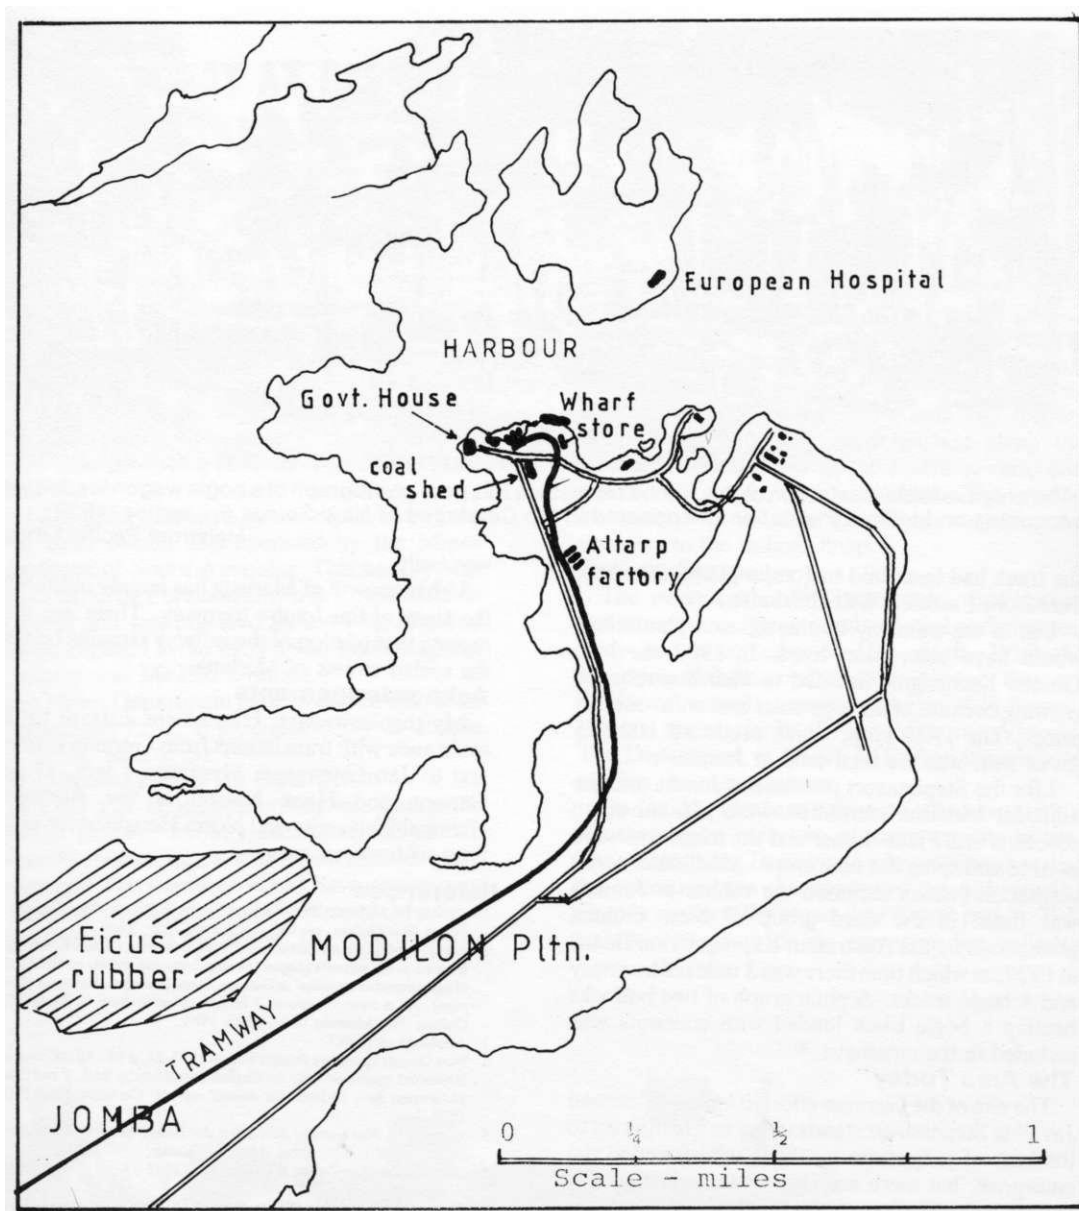 European Hospital
HARBOUR
Govt. House
Wharf
store
coal
shed
Altarp
factory
Ficus
rubber
MODILON Pltn.
TRAMWAY
JOMBA
0 ¼ ½ 1
Scale - miles